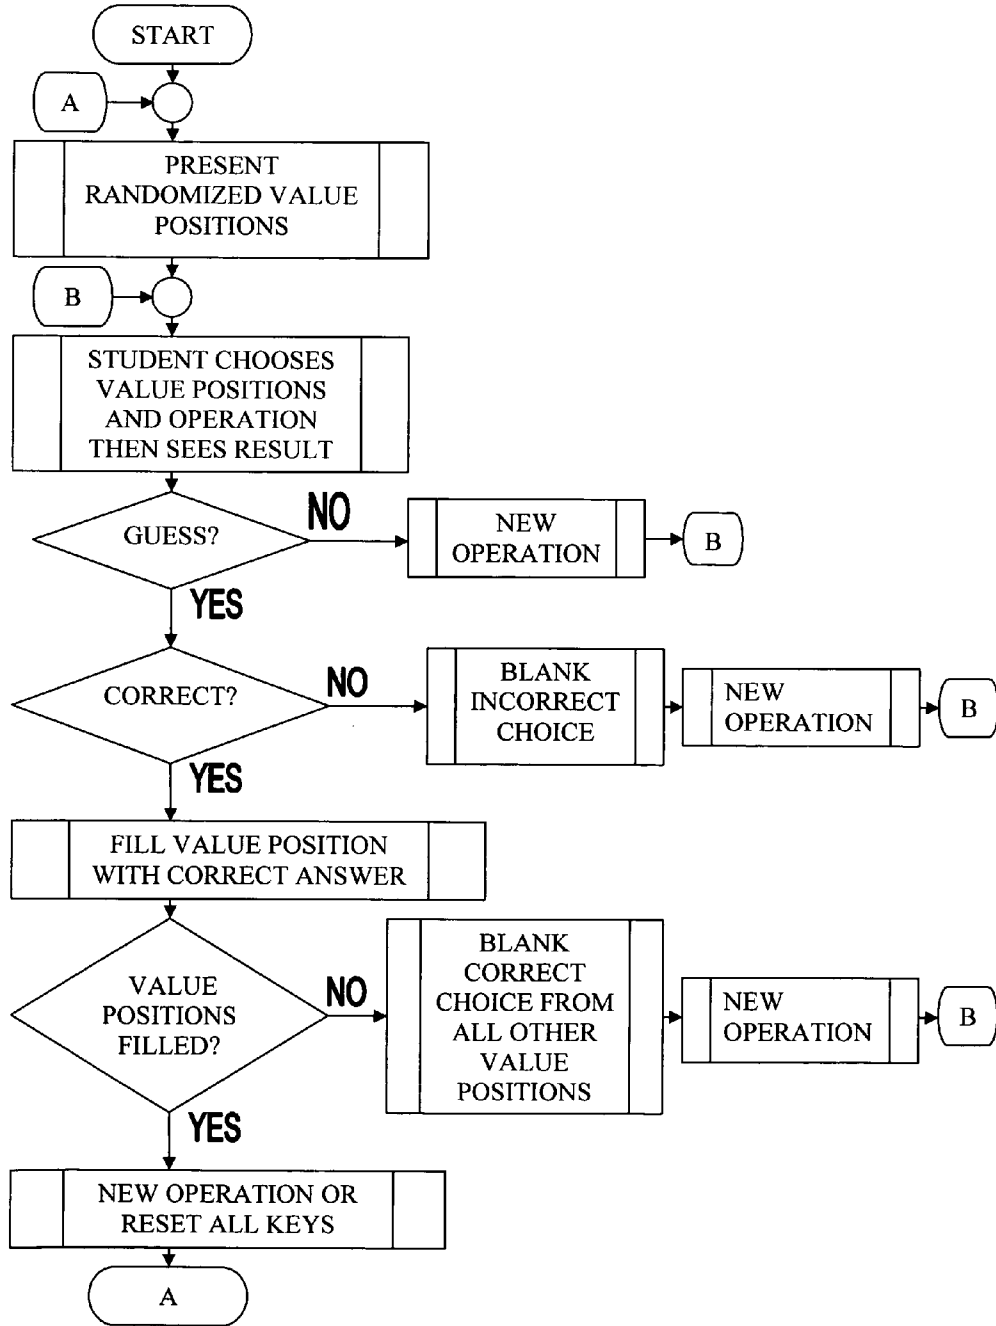 START
A
PRESENT
RANDOMIZED VALUE
POSITIONS
B
STUDENT CHOOSES
VALUE POSITIONS
AND OPERATION
THEN SEES RESULT
GUESS?
NO
NEW
OPERATION
B
YES
CORRECT?
NO
BLANK
INCORRECT
CHOICE
NEW
OPERATION
B
YES
FILL VALUE POSITION
WITH CORRECT ANSWER
VALUE
POSITIONS
FILLED?
NO
BLANK
CORRECT
CHOICE FROM
ALL OTHER
VALUE
POSITIONS
NEW
OPERATION
B
YES
NEW OPERATION OR
RESET ALL KEYS
A